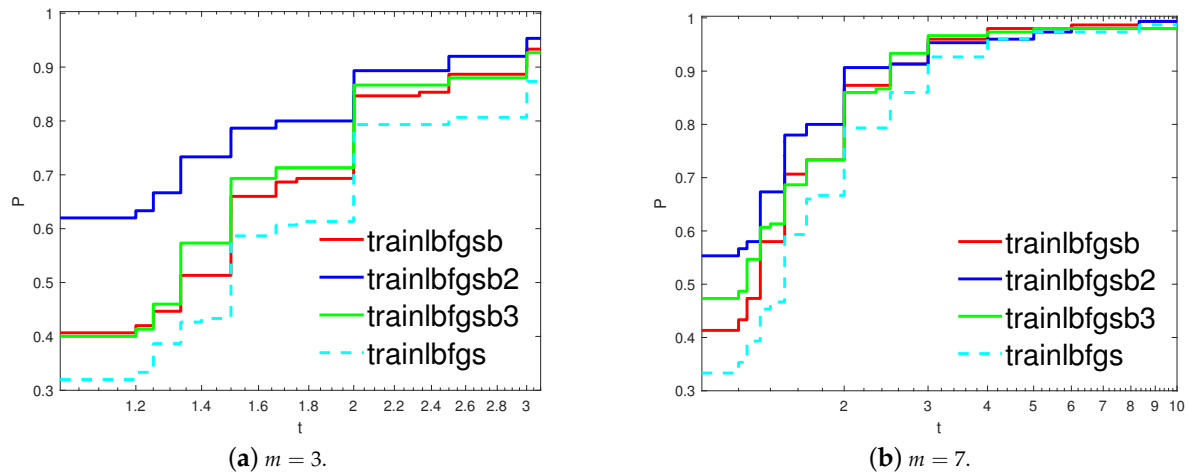 1
0.9
0.8
0.7
0.6
0.5
0.4
0.3
P
trainlbfgsb
trainlbfgsb2
trainlbfgsb3
trainlbfgs
1.2 1.4 1.6 1.8 2 2.2 2.4 2.6 2.8 3
t
(a) m = 3.
1
0.9
0.8
0.7
0.6
0.5
0.4
0.3
P
trainlbfgsb
trainlbfgsb2
trainlbfgsb3
trainlbfgs
2 3 4 5 6 7 8 9 10
t
(b) m = 7.